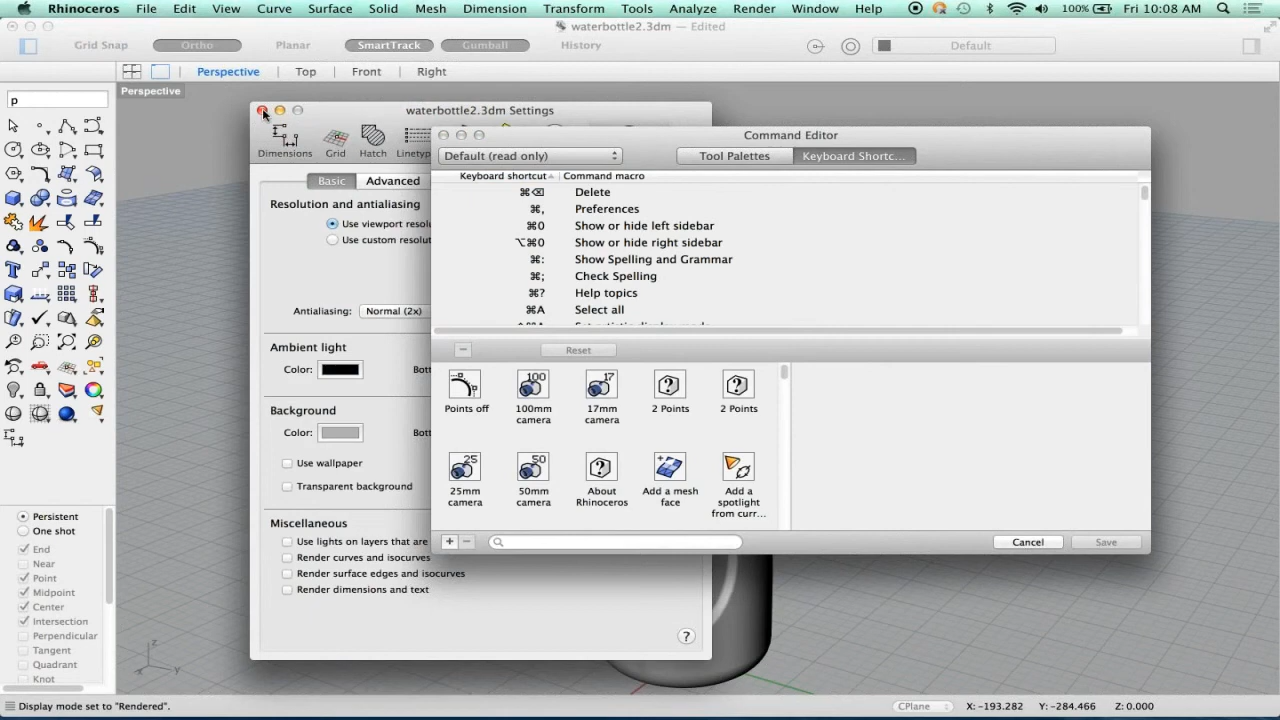 Rhinoceros File Edit View Curve Surface Solid Mesh Dimension Transform Tools Analyze Render Window Help 100% Fri 10:08 AM
waterbottle2.3dm — Edited
Grid Snap Ortho Planar SmartTrack Gumball History Default
Perspective Top Front Right
Perspective
p
waterbottle2.3dm Settings
Dimensions Grid Hatch Linetyp
Basic Advanced
Resolution and antialiasing
Use viewport resolu
Use custom resolut
Antialiasing: Normal (2x)
Ambient light
Color: Bott
Background
Color: Bott
Use wallpaper
Transparent background
Miscellaneous
Use lights on layers that are
Render curves and isocurves
Render surface edges and isocurves
Render dimensions and text
?
Command Editor
Default (read only) Tool Palettes Keyboard Shortc...
Keyboard shortcut Command macro
⌘⌫ Delete
⌘, Preferences
⌘0 Show or hide left sidebar
⌥⌘0 Show or hide right sidebar
⌘: Show Spelling and Grammar
⌘; Check Spelling
⌘? Help topics
⌘A Select all
− Reset
Points off
100
100mm camera
17
17mm camera
2 Points
2 Points
25
25mm camera
50
50mm camera
About Rhinoceros
Add a mesh face
Add a spotlight from curr...
+ − Cancel Save
Persistent
One shot
End
Near
Point
Midpoint
Center
Intersection
Perpendicular
Tangent
Quadrant
Knot
z
x
Y
Display mode set to "Rendered". CPlane X: -193.282 Y: -284.466 Z: 0.000